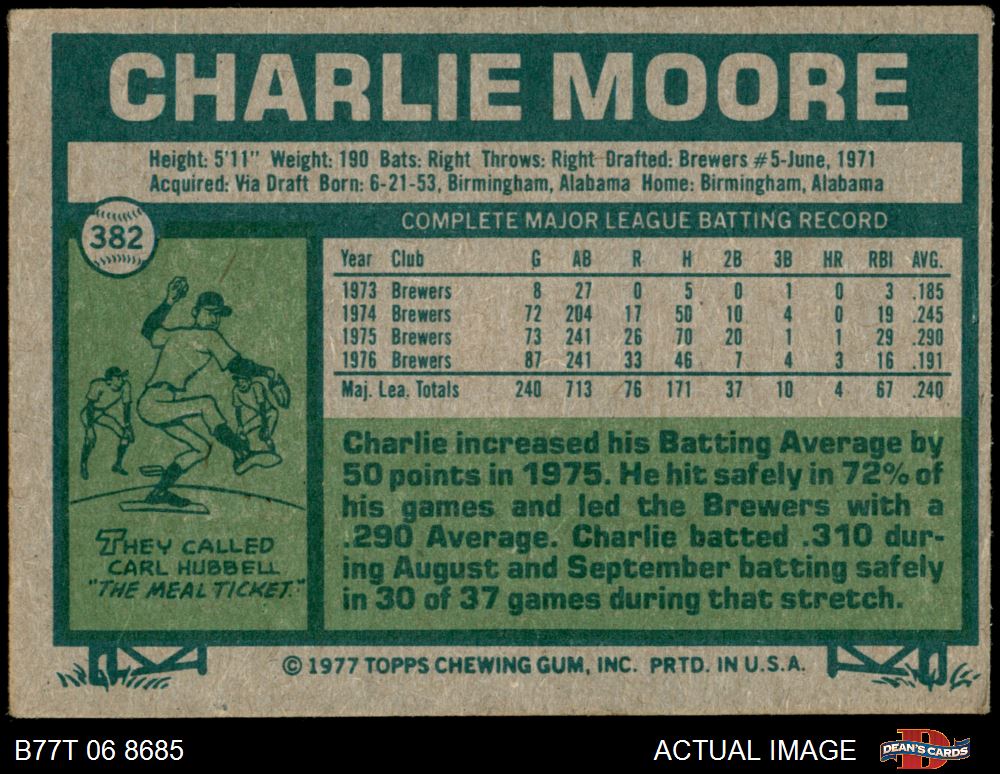 CHARLIE MOORE
Height: 5'11" Weight: 190 Bats: Right Throws: Right Drafted: Brewers #5-June, 1971
Acquired: Via Draft Born: 6-21-53, Birmingham, Alabama Home: Birmingham, Alabama
382
COMPLETE MAJOR LEAGUE BATTING RECORD
Year Club G AB R H 2B 3B HR RBI AVG.
1973 Brewers 8 27 0 5 0 1 0 3 .185
1974 Brewers 72 204 17 50 10 4 0 19 .245
1975 Brewers 73 241 26 70 20 1 1 29 .290
1976 Brewers 87 241 33 46 7 4 3 16 .191
Maj. Lea. Totals 240 713 76 171 37 10 4 67 .240
THEY CALLED
CARL HUBBELL
"THE MEAL TICKET."
Charlie increased his Batting Average by
50 points in 1975. He hit safely in 72% of
his games and led the Brewers with a
.290 Average. Charlie batted .310 dur-
ing August and September batting safely
in 30 of 37 games during that stretch.
© 1977 TOPPS CHEWING GUM, INC. PRTD. IN U.S.A.
B77T 06 8685
ACTUAL IMAGE
DEAN'S CARDS